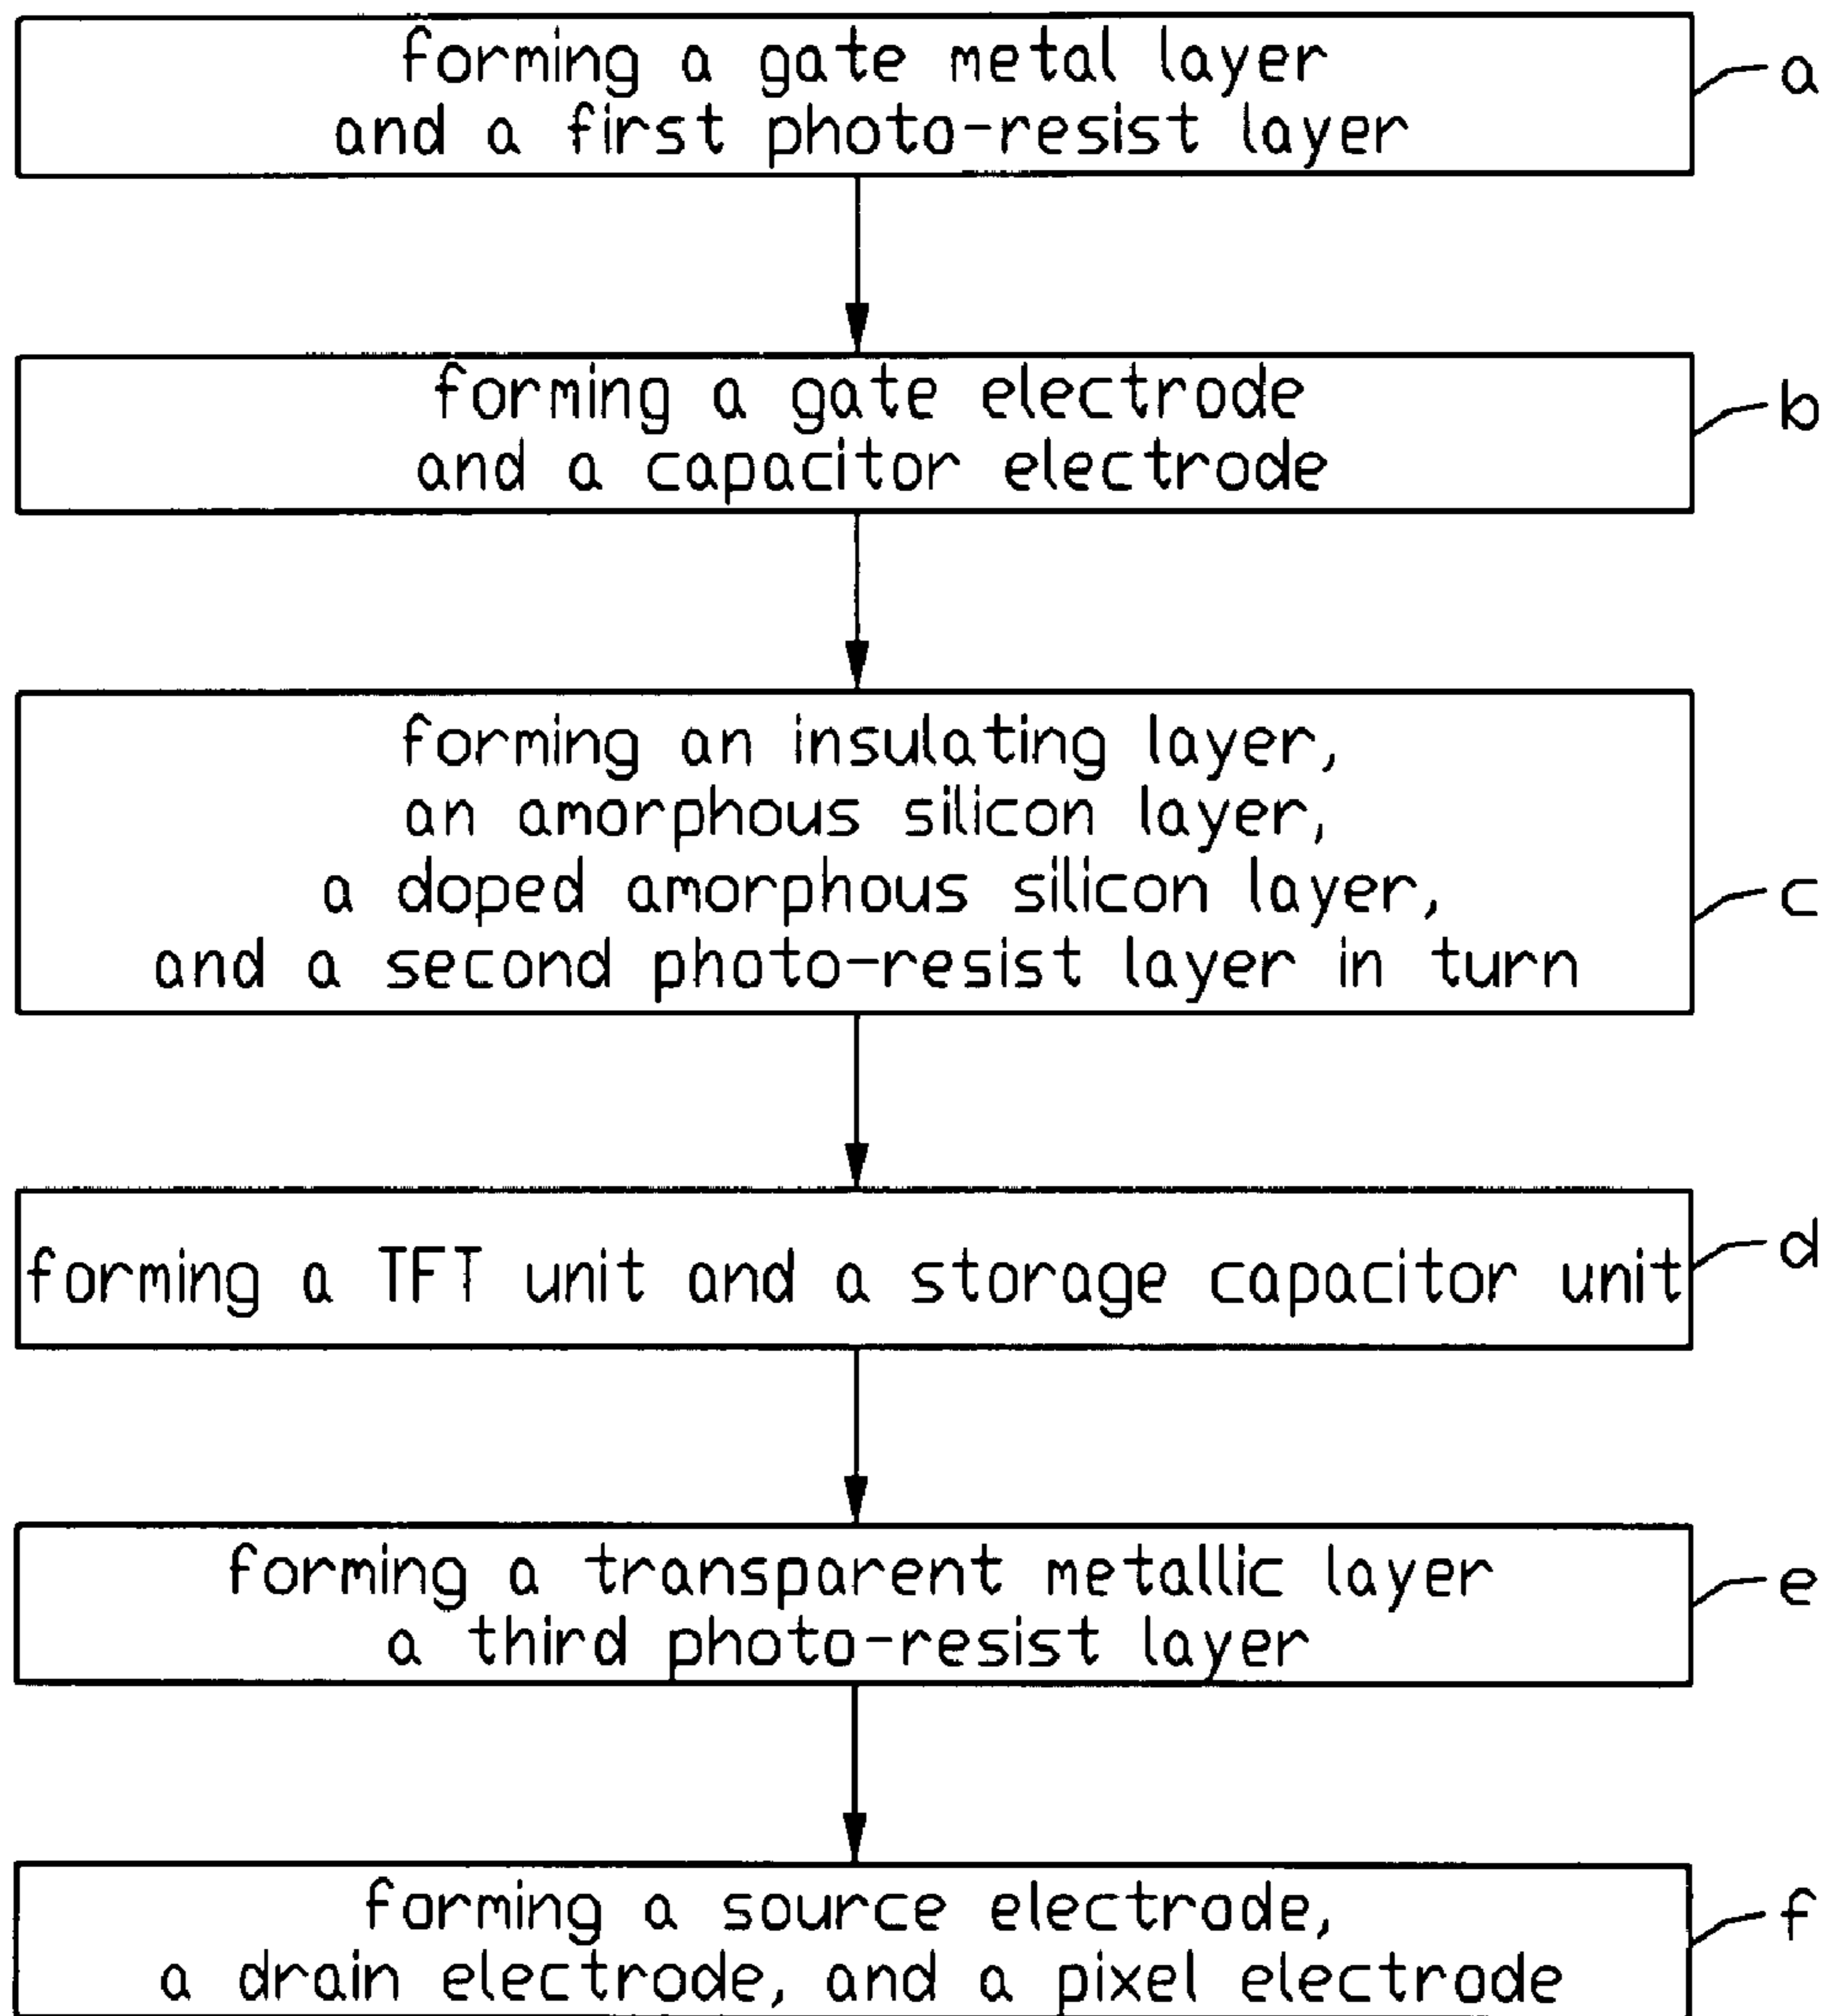 forming a gate metal layer
and a first photo-resist layer
a
forming a gate electrode
and a capacitor electrode
b
forming an insulating layer,
an amorphous silicon layer,
a doped amorphous silicon layer,
and a second photo-resist layer in turn
c
forming a TFT unit and a storage capacitor unit
d
forming a transparent metallic layer
a third photo-resist layer
e
forming a source electrode,
a drain electrode, and a pixel electrode
f